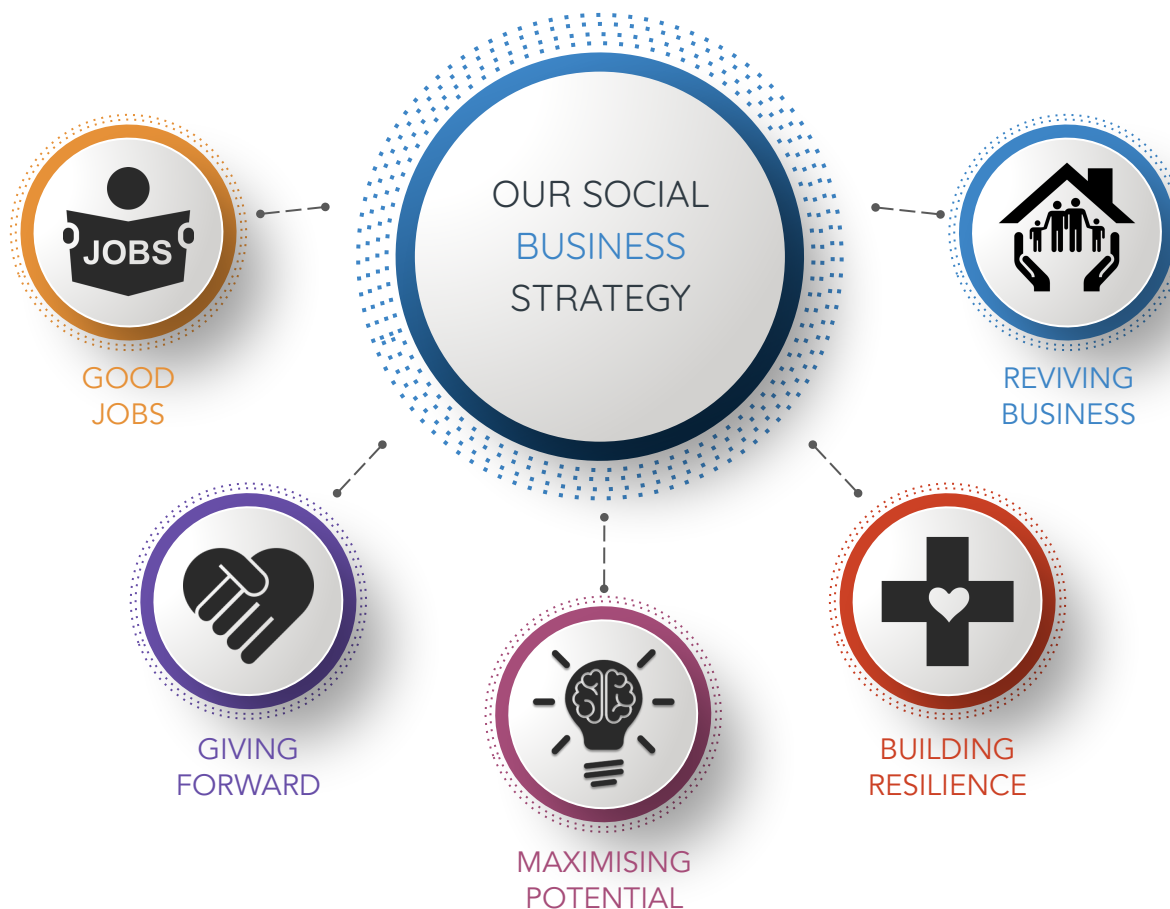 OUR SOCIAL
BUSINESS
STRATEGY
JOBS
GOOD
JOBS
REVIVING
BUSINESS
GIVING
FORWARD
BUILDING
RESILIENCE
MAXIMISING
POTENTIAL